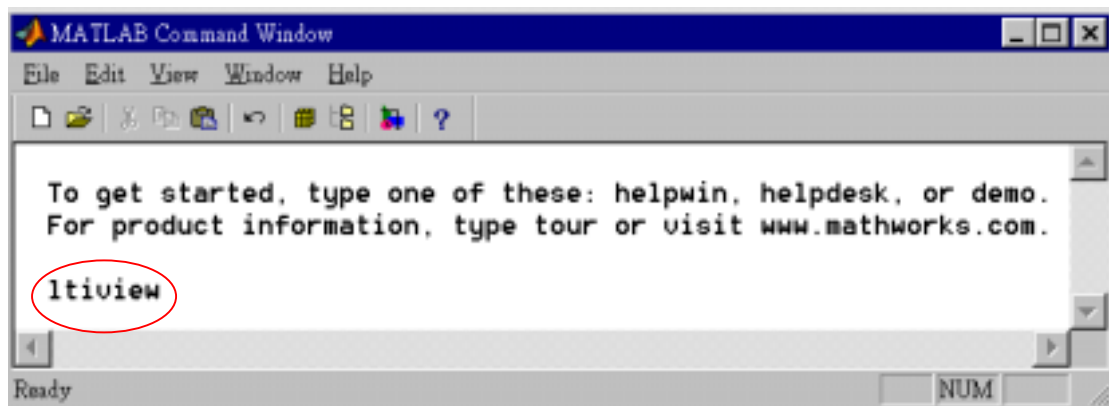 MATLAB Command Window
File Edit View Window Help
To get started, type one of these: helpwin, helpdesk, or demo.
For product information, type tour or visit www.mathworks.com.
ltiview
Ready NUM